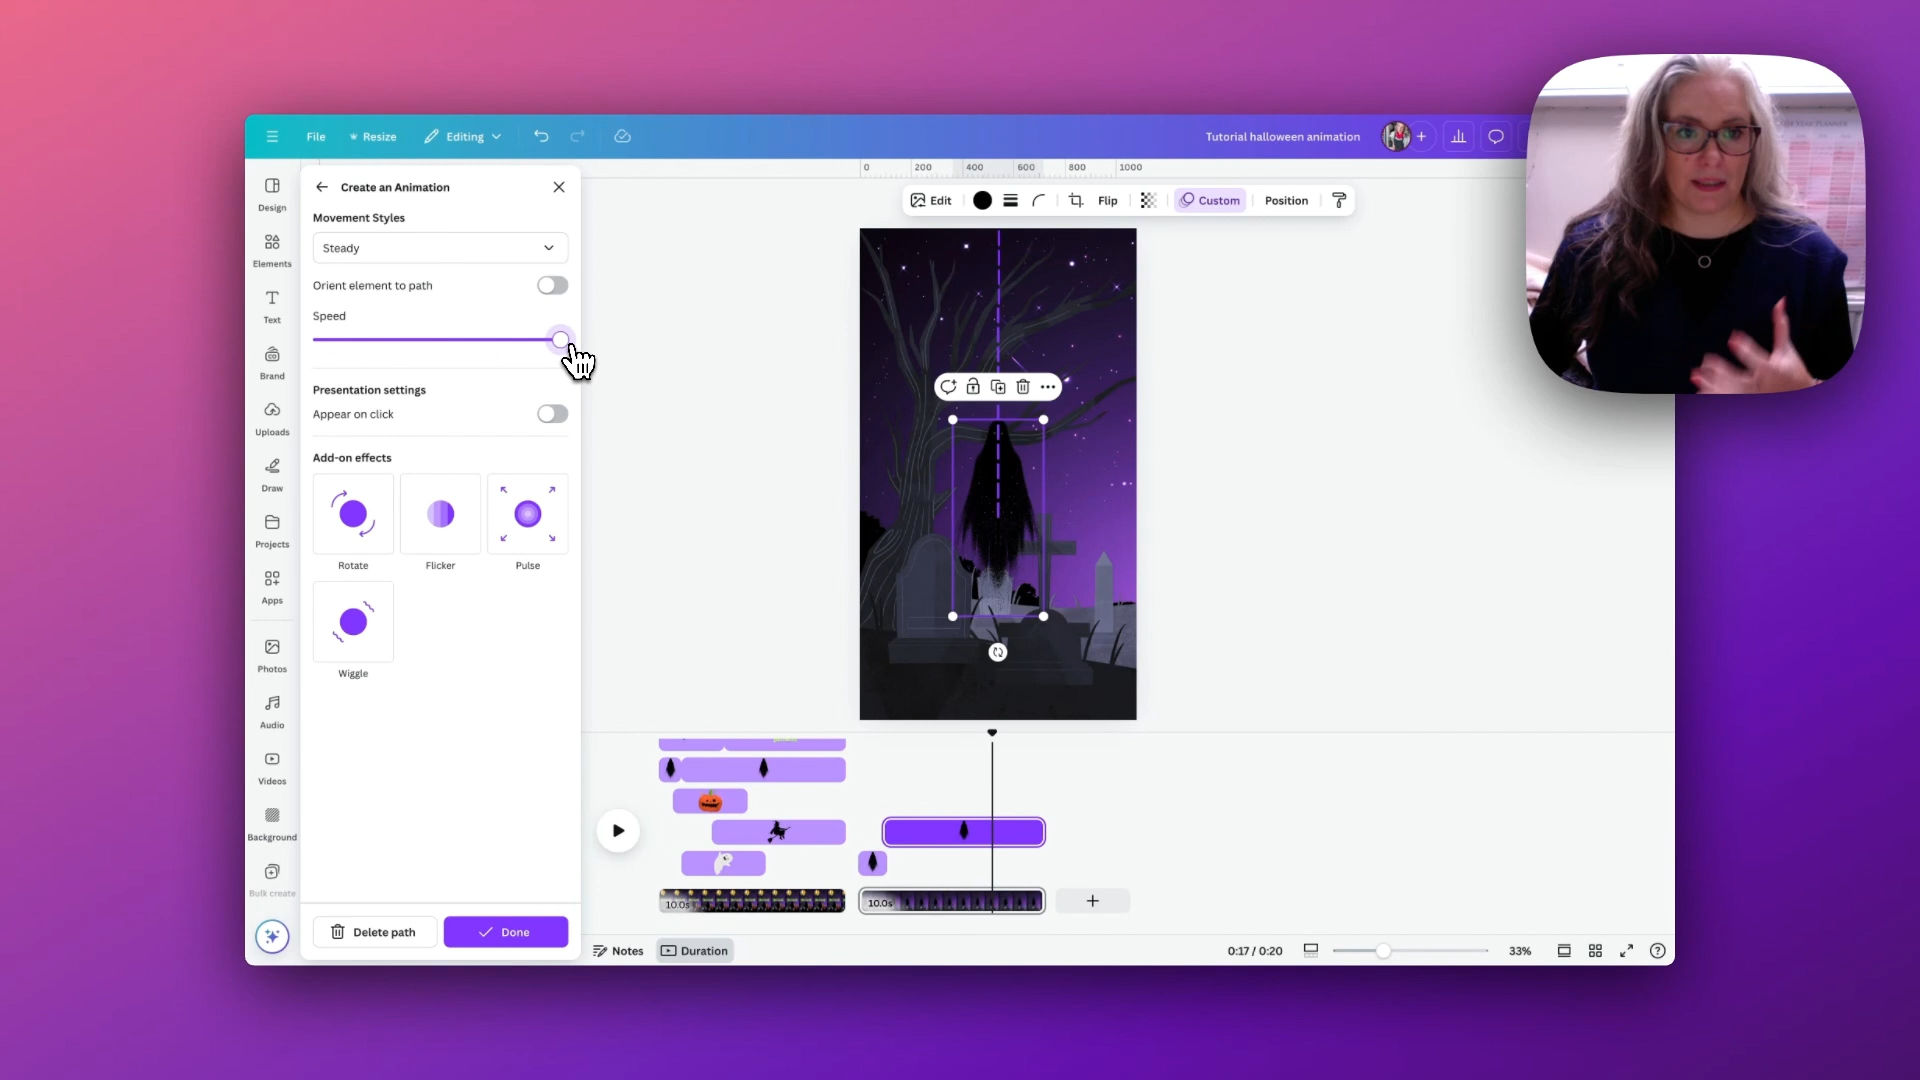 File
Resize
Editing
Tutorial halloween animation
Design
Elements
Text
Brand
Uploads
Draw
Projects
Apps
Photos
Audio
Videos
Background
Bulk create
Create an Animation
Movement Styles
Steady
Orient element to path
Speed
Presentation settings
Appear on click
Add-on effects
Rotate
Flicker
Pulse
Wiggle
Delete path
Done
0 200 400 600 800 1000
Edit
Flip
Custom
Position
10.0s
10.0s
Notes
Duration
0:17 / 0:20
33%